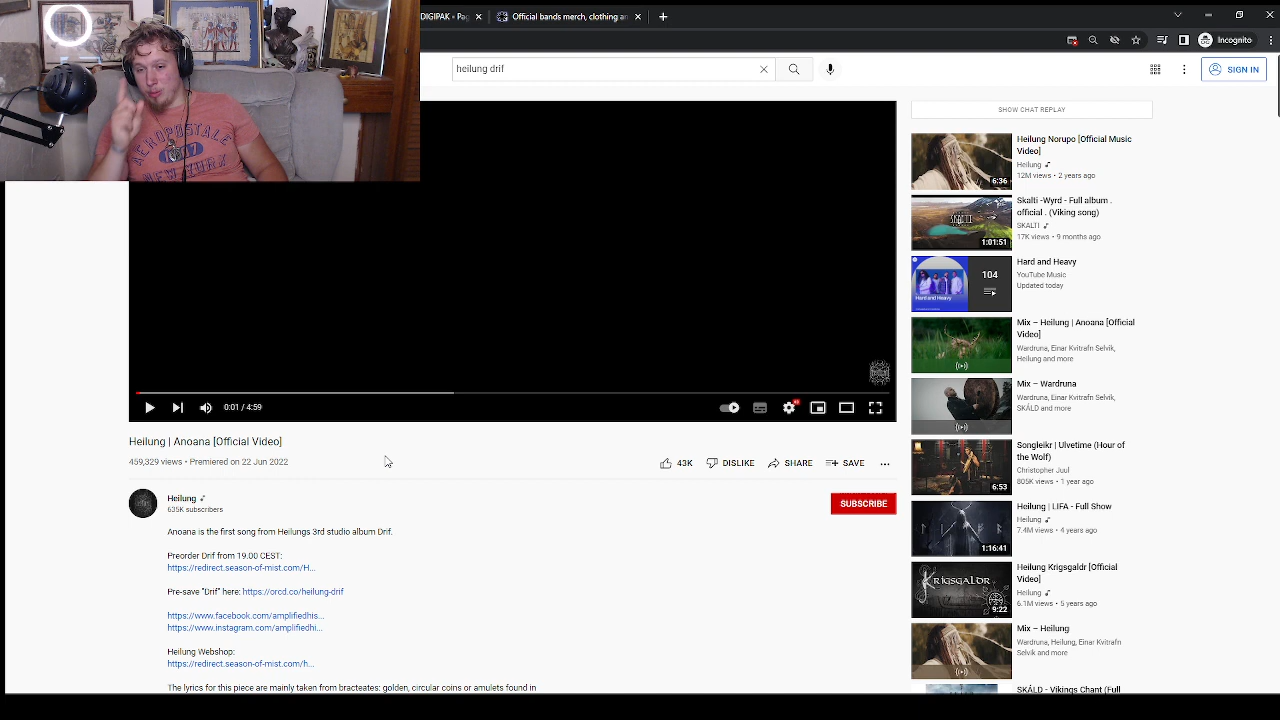 DIGIPAK • Pag
Official bands merch, clothing an
Incognito
heilung drif
SIGN IN
AEROPOSTALE
NEW YORK
0:01 / 4:59
Heilung | Anoana [Official Video]
459,329 views • Premiered on 22 Jun 2022
43K
DISLIKE
SHARE
SAVE
Heilung
635K subscribers
SUBSCRIBE
Anoana is the first song from Heilungs 3rd studio album Drif.
Preorder Drif from 19.00 CEST:
https://redirect.season-of-mist.com/H...
Pre-save "Drif" here: https://orcd.co/heilung-drif
https://www.facebook.com/amplifiedhis...
https://www.instagram.com/amplifiedhi...
Heilung Webshop:
https://redirect.season-of-mist.com/h...
The lyrics for this piece are mainly taken from bracteates: golden, circular coins or amulets found in
SHOW CHAT REPLAY
6:36
Heilung Norupo [Official Music
Video]
Heilung
12M views • 2 years ago
SKALTI
1:01:51
Skalti -Wyrd - Full album .
official . (Viking song)
SKALTI
17K views • 9 months ago
Hard and Heavy
104
Hard and Heavy
YouTube Music
Updated today
Mix – Heilung | Anoana [Official
Video]
Wardruna, Einar Kvitrafn Selvik,
Heilung and more
Mix – Wardruna
Wardruna, Einar Kvitrafn Selvik,
SKÁLD and more
6:53
Songleikr | Ulvetime (Hour of
the Wolf)
Christopher Juul
805K views • 1 year ago
1:16:41
Heilung | LIFA - Full Show
Heilung
7.4M views • 4 years ago
KRIGSGALDR
9:22
Heilung Krigsgaldr [Official
Video]
Heilung
6.1M views • 5 years ago
Mix – Heilung
Wardruna, Heilung, Einar Kvitrafn
Selvik and more
SKÁLD - Vikings Chant (Full